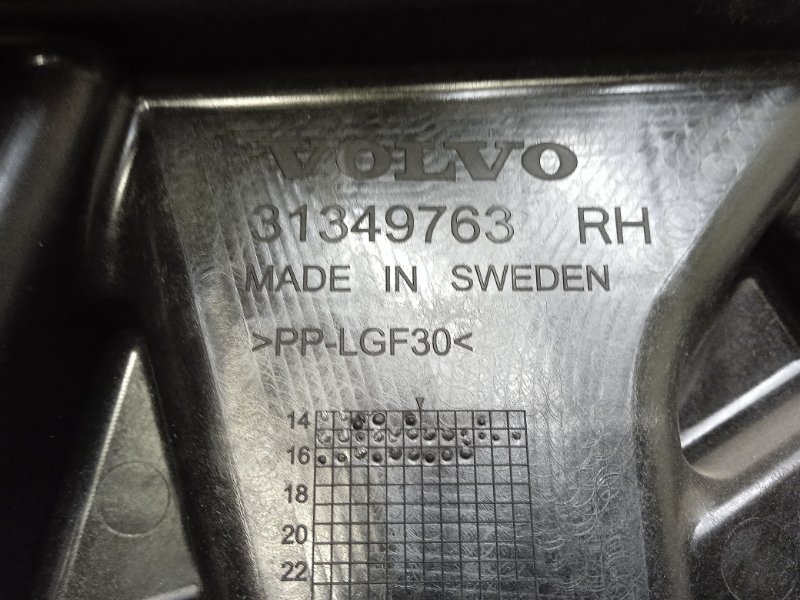 VOLVO
31349763 RH
MADE IN SWEDEN
>PP-LGF30<
14
16
18
20
22